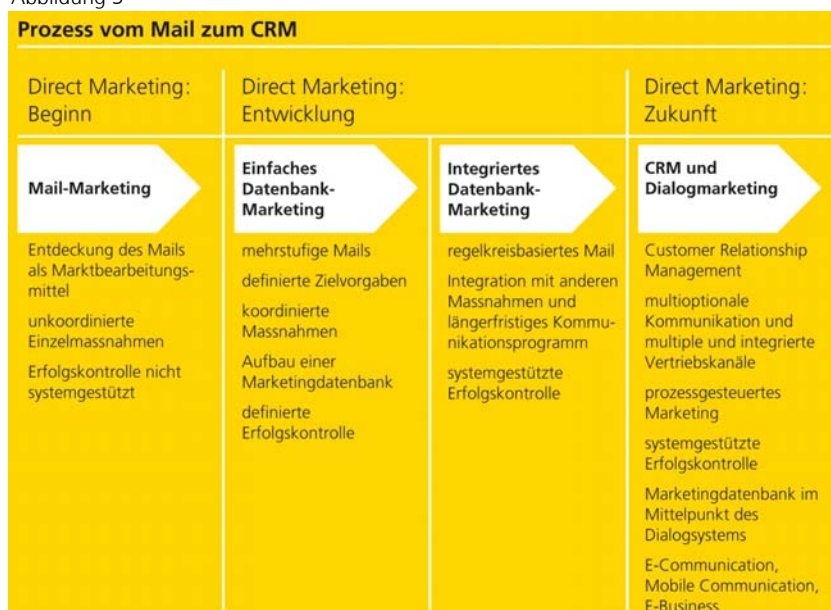 Abbildung 3
Prozess vom Mail zum CRM
Direct Marketing:
Beginn
Direct Marketing:
Entwicklung
Direct Marketing:
Zukunft
Mail-Marketing
Entdeckung des Mails
als Marktbearbeitungs-
mittel
unkoordinierte
Einzelmassnahmen
Erfolgskontrolle nicht
systemgestützt
Einfaches
Datenbank-
Marketing
mehrstufige Mails
definierte Zielvorgaben
koordinierte
Massnahmen
Aufbau einer
Marketingdatenbank
definierte
Erfolgskontrolle
Integriertes
Datenbank-
Marketing
regelkreisbasiertes Mail
Integration mit anderen
Massnahmen und
längerfristiges Kommu-
nikationsprogramm
systemgestützte
Erfolgskontrolle
CRM und
Dialogmarketing
Customer Relationship
Management
multioptionale
Kommunikation und
multiple und integrierte
Vertriebskanäle
prozessgesteuertes
Marketing
systemgestützte
Erfolgskontrolle
Marketingdatenbank im
Mittelpunkt des
Dialogsystems
E-Communication,
Mobile Communication,
E-Business